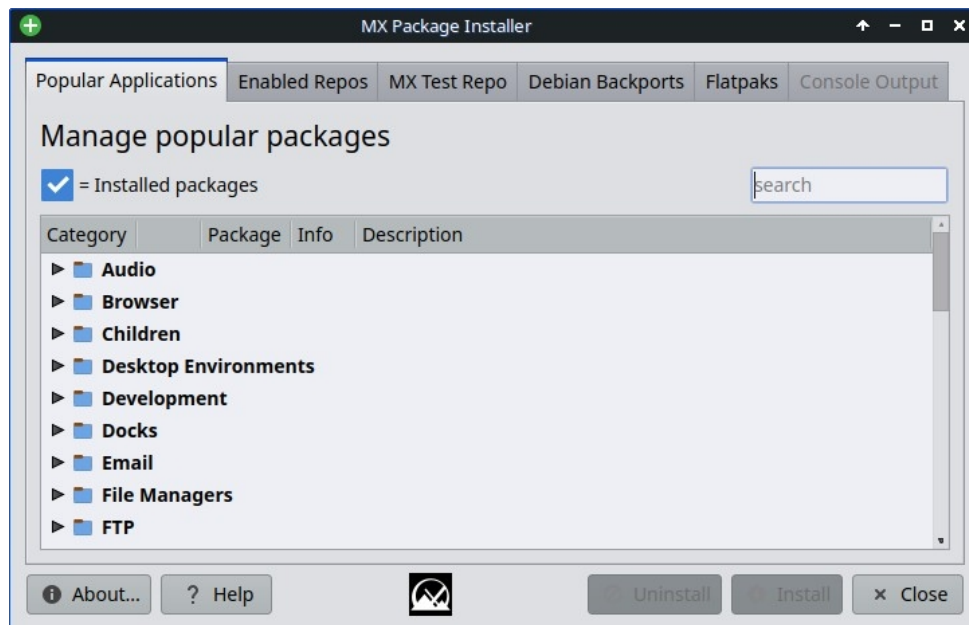 MX Package Installer
Popular Applications Enabled Repos MX Test Repo Debian Backports Flatpaks Console Output
Manage popular packages
= Installed packages search
Category Package Info Description
Audio
Browser
Children
Desktop Environments
Development
Docks
Email
File Managers
FTP
About... ? Help Uninstall Install Close